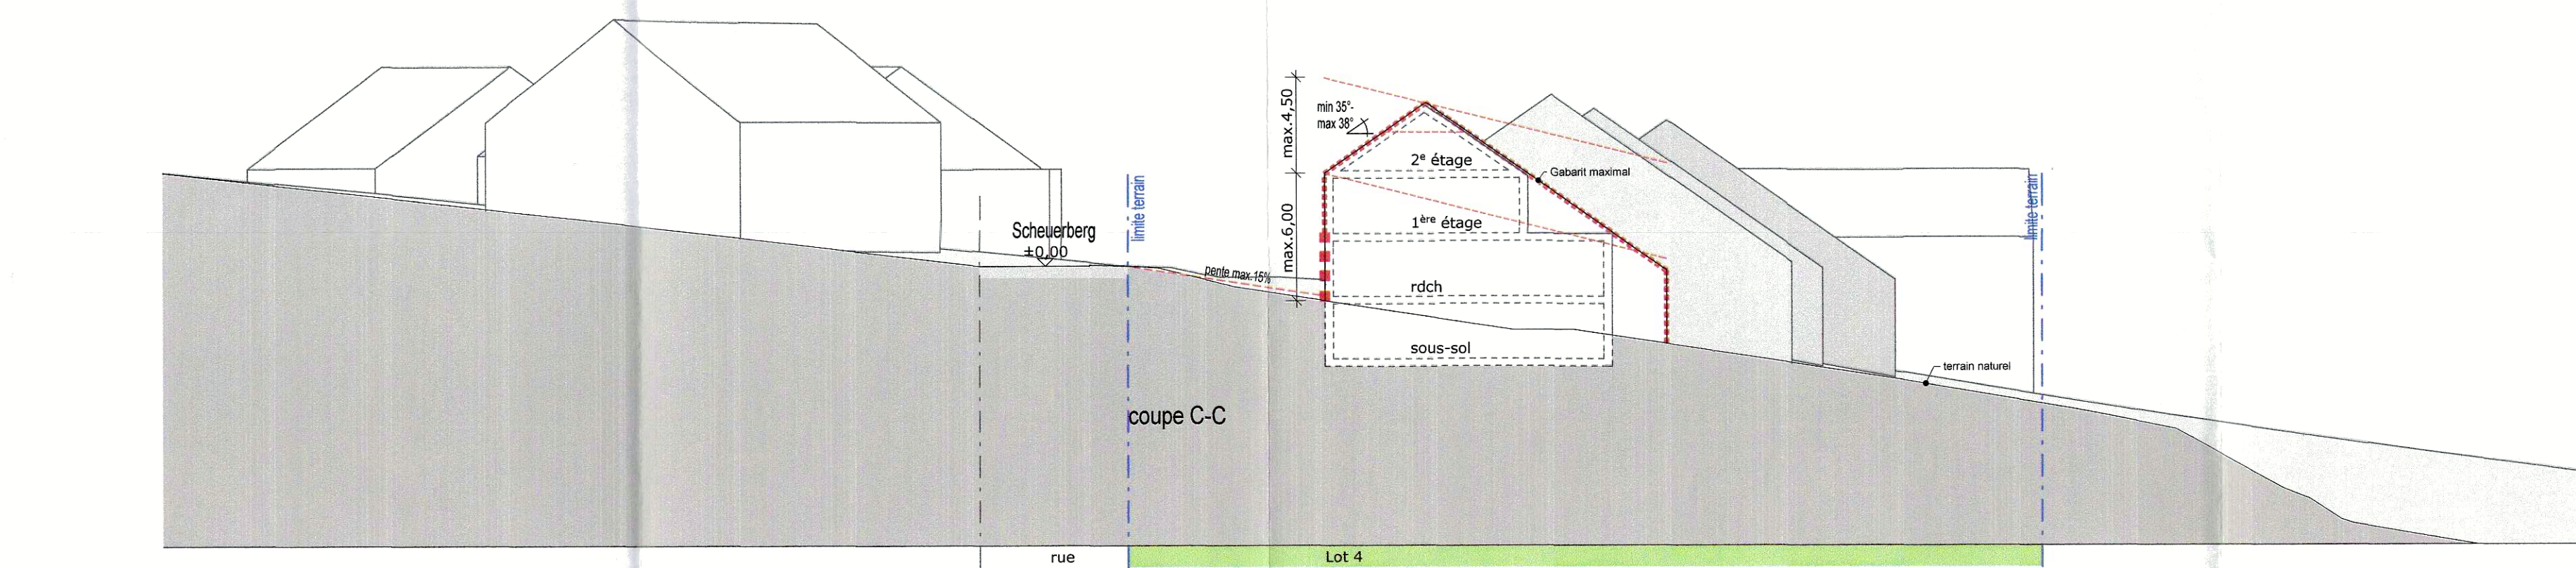 max.4,50
min 35°-
max 38°
2e étage
Gabarit maximal
limite terrain
limite terrain
Scheuerberg
±0,00
max.6,00
1ère étage
pente max.15%
rdch
sous-sol
terrain naturel
coupe C-C
rue
Lot 4